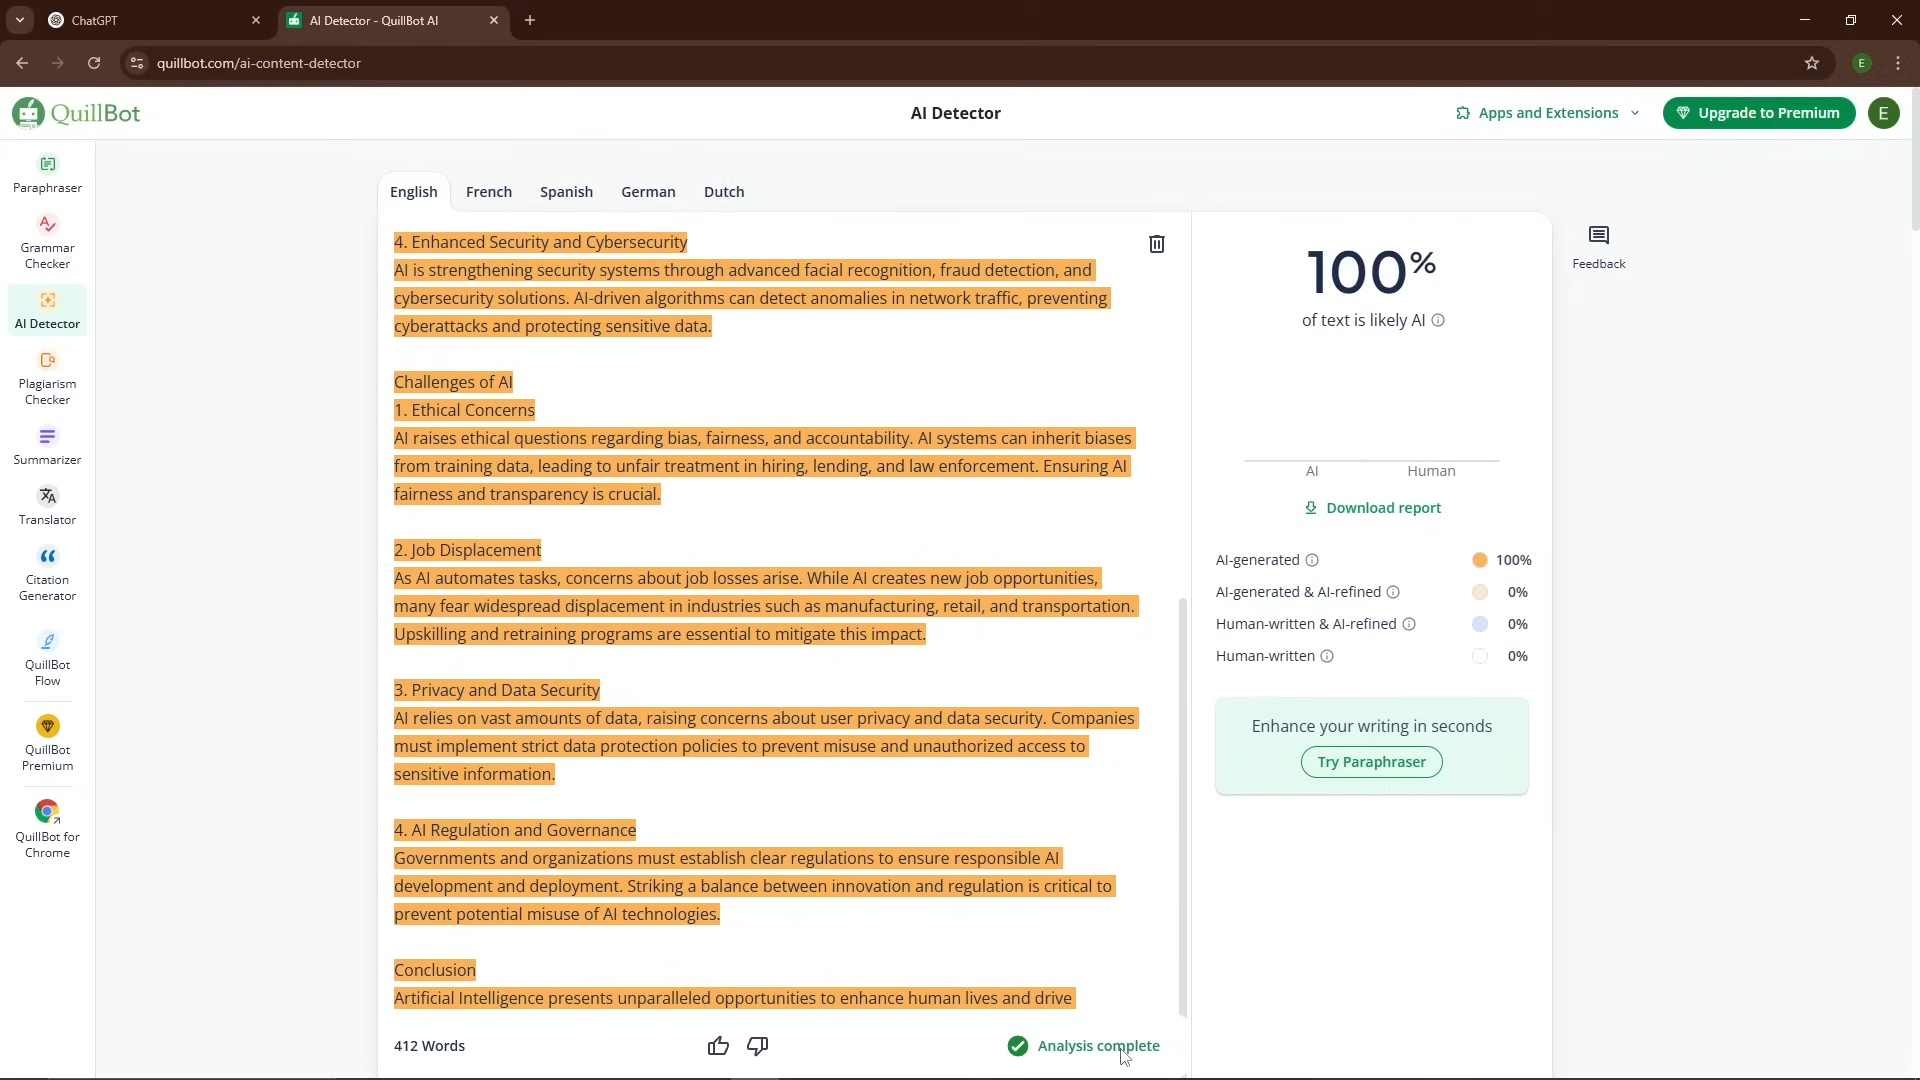 ChatGPT
AI Detector - QuillBot AI
quillbot.com/ai-content-detector
E
QuillBot
AI Detector
Apps and Extensions
Upgrade to Premium
E
Paraphraser
Grammar
Checker
AI Detector
Plagiarism
Checker
Summarizer
Translator
Citation
Generator
QuillBot
Flow
QuillBot
Premium
QuillBot for
Chrome
English
French
Spanish
German
Dutch
4. Enhanced Security and Cybersecurity
AI is strengthening security systems through advanced facial recognition, fraud detection, and
cybersecurity solutions. AI-driven algorithms can detect anomalies in network traffic, preventing
cyberattacks and protecting sensitive data.
Challenges of AI
1. Ethical Concerns
AI raises ethical questions regarding bias, fairness, and accountability. AI systems can inherit biases
from training data, leading to unfair treatment in hiring, lending, and law enforcement. Ensuring AI
fairness and transparency is crucial.
2. Job Displacement
As AI automates tasks, concerns about job losses arise. While AI creates new job opportunities,
many fear widespread displacement in industries such as manufacturing, retail, and transportation.
Upskilling and retraining programs are essential to mitigate this impact.
3. Privacy and Data Security
AI relies on vast amounts of data, raising concerns about user privacy and data security. Companies
must implement strict data protection policies to prevent misuse and unauthorized access to
sensitive information.
4. AI Regulation and Governance
Governments and organizations must establish clear regulations to ensure responsible AI
development and deployment. Striking a balance between innovation and regulation is critical to
prevent potential misuse of AI technologies.
Conclusion
Artificial Intelligence presents unparalleled opportunities to enhance human lives and drive
412 Words
Analysis complete
100%
of text is likely AI
AI
Human
Download report
AI-generated 100%
AI-generated & AI-refined 0%
Human-written & AI-refined 0%
Human-written 0%
Enhance your writing in seconds
Try Paraphraser
Feedback